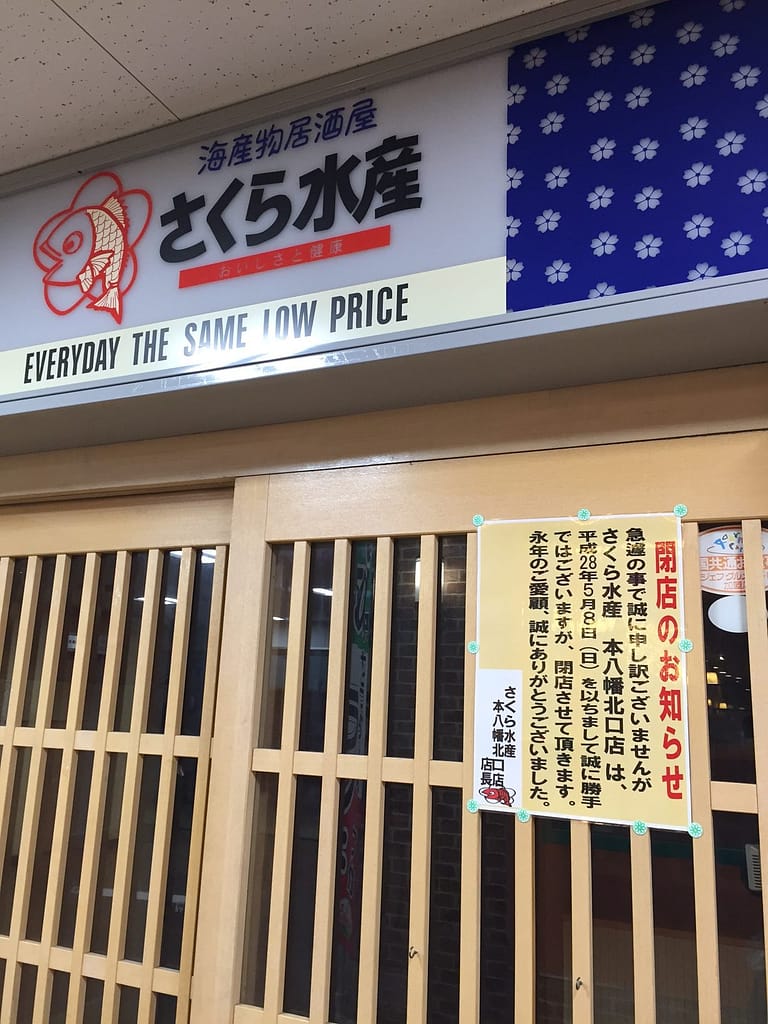 海産物居酒屋
さくら水産
おいしさと健康
EVERYDAY THE SAME LOW PRICE
閉店のお知らせ
急遽の事で誠に申し訳ございませんが
さくら水産 本八幡北口店は、
平成28年5月8日(日)を以ちまして誠に勝手
ではございますが、閉店させて頂きます。
永年のご愛顧、誠にありがとうございました。
さくら水産
本八幡北口店
店長